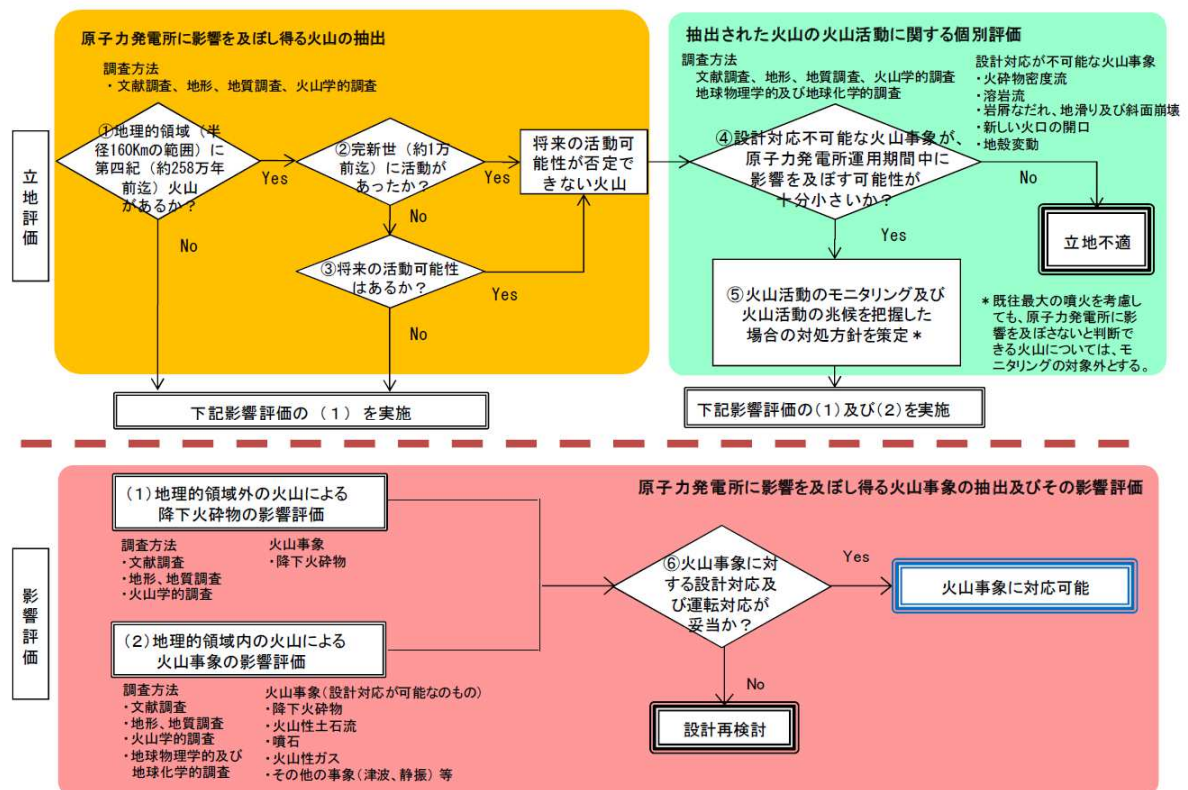 立地評価
原子力発電所に影響を及ぼし得る火山の抽出
調査方法
・文献調査、地形、地質調査、火山学的調査
①地理的領域（半
径160Kmの範囲）に
第四紀（約258万年
前迄）火山
があるか？
Yes
No
②完新世（約1万
前迄）に活動が
あったか？
Yes
No
③将来の活動可能性
はあるか？
Yes
No
将来の活動可
能性が否定で
きない火山
下記影響評価の（１）を実施
抽出された火山の火山活動に関する個別評価
調査方法
文献調査、地形、地質調査、火山学的調査
地球物理学的及び地球化学的調査
設計対応が不可能な火山事象
・火砕物密度流
・溶岩流
・岩屑なだれ、地滑り及び斜面崩壊
・新しい火口の開口
・地殻変動
④設計対応不可能な火山事象が、
原子力発電所運用期間中に
影響を及ぼす可能性が
十分小さいか？
No
Yes
立地不適
⑤火山活動のモニタリング及び
火山活動の兆候を把握した
場合の対処方針を策定＊
＊既往最大の噴火を考慮し
ても、原子力発電所に影
響を及ぼさないと判断で
きる火山については、モ
ニタリングの対象外とする。
下記影響評価の(1)及び(2)を実施
影響評価
原子力発電所に影響を及ぼし得る火山事象の抽出及びその影響評価
(1)地理的領域外の火山による
降下火砕物の影響評価
調査方法
・文献調査
・地形、地質調査
・火山学的調査
火山事象
・降下火砕物
(2)地理的領域内の火山による
火山事象の影響評価
調査方法
・文献調査
・地形、地質調査
・火山学的調査
・地球物理学的及び
地球化学的調査
火山事象（設計対応が可能なのもの）
・降下火砕物
・火山性土石流
・噴石
・火山性ガス
・その他の事象（津波、静振）等
⑥火山事象に対
する設計対応及
び運転対応が
妥当か？
Yes
No
火山事象に対応可能
設計再検討